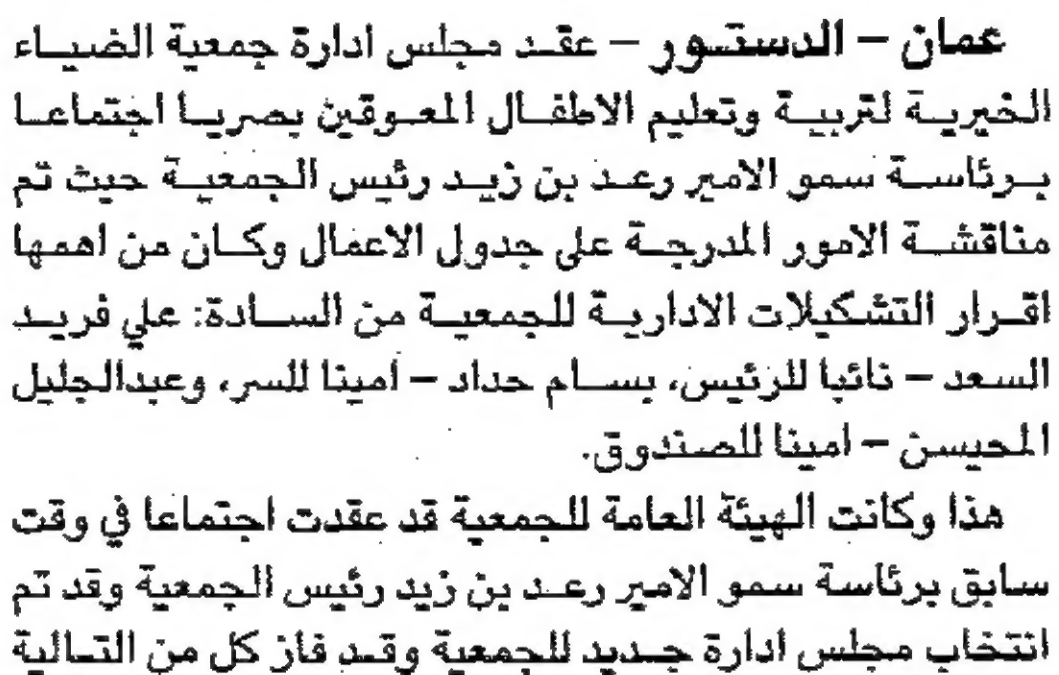 عمان – الدستور – عقد مجلس ادارة جمعية الضياء
الخيرية لتربية وتعليم الاطفال المعوقين بصريا اجتماعا
برئاسة سمو الامير رعد بن زيد رئيس الجمعية حيث تم
مناقشة الامور المدرجة على جدول الاعمال وكان من اهمها
اقرار التشكيلات الادارية للجمعية من السادة: علي فريد
السعد – نائبا للرئيس، بسام حداد – امينا للسر، وعبدالجليل
المحيسن – امينا للصندوق.
هذا وكانت الهيئة العامة للجمعية قد عقدت اجتماعا في وقت
سابق برئاسة سمو الامير رعد بن زيد رئيس الجمعية وقد تم
انتخاب مجلس ادارة جديد للجمعية وقد فاز كل من التالية